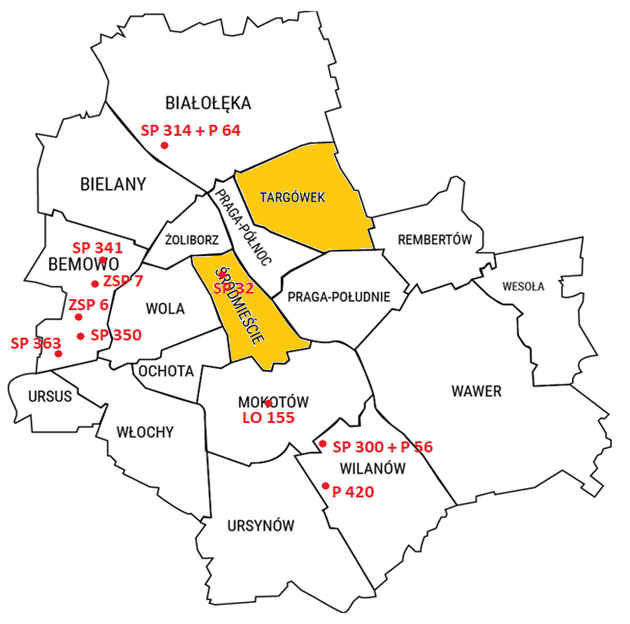 BIAŁOŁĘKA
SP 314 + P 64
BIELANY
TARGÓWEK
PRAGA-PÓŁNOC
ŻOLIBORZ
REMBERTÓW
SP 341
BEMOWO
ZSP 7
ŚRÓDMIEŚCIE
SP 32
PRAGA-POŁUDNIE
WESOŁA
ZSP 6
WOLA
SP 350
SP 363
OCHOTA
URSUS
MOKOTÓW
WAWER
LO 155
WŁOCHY
SP 300 + P 56
WILANÓW
P 420
URSYNÓW